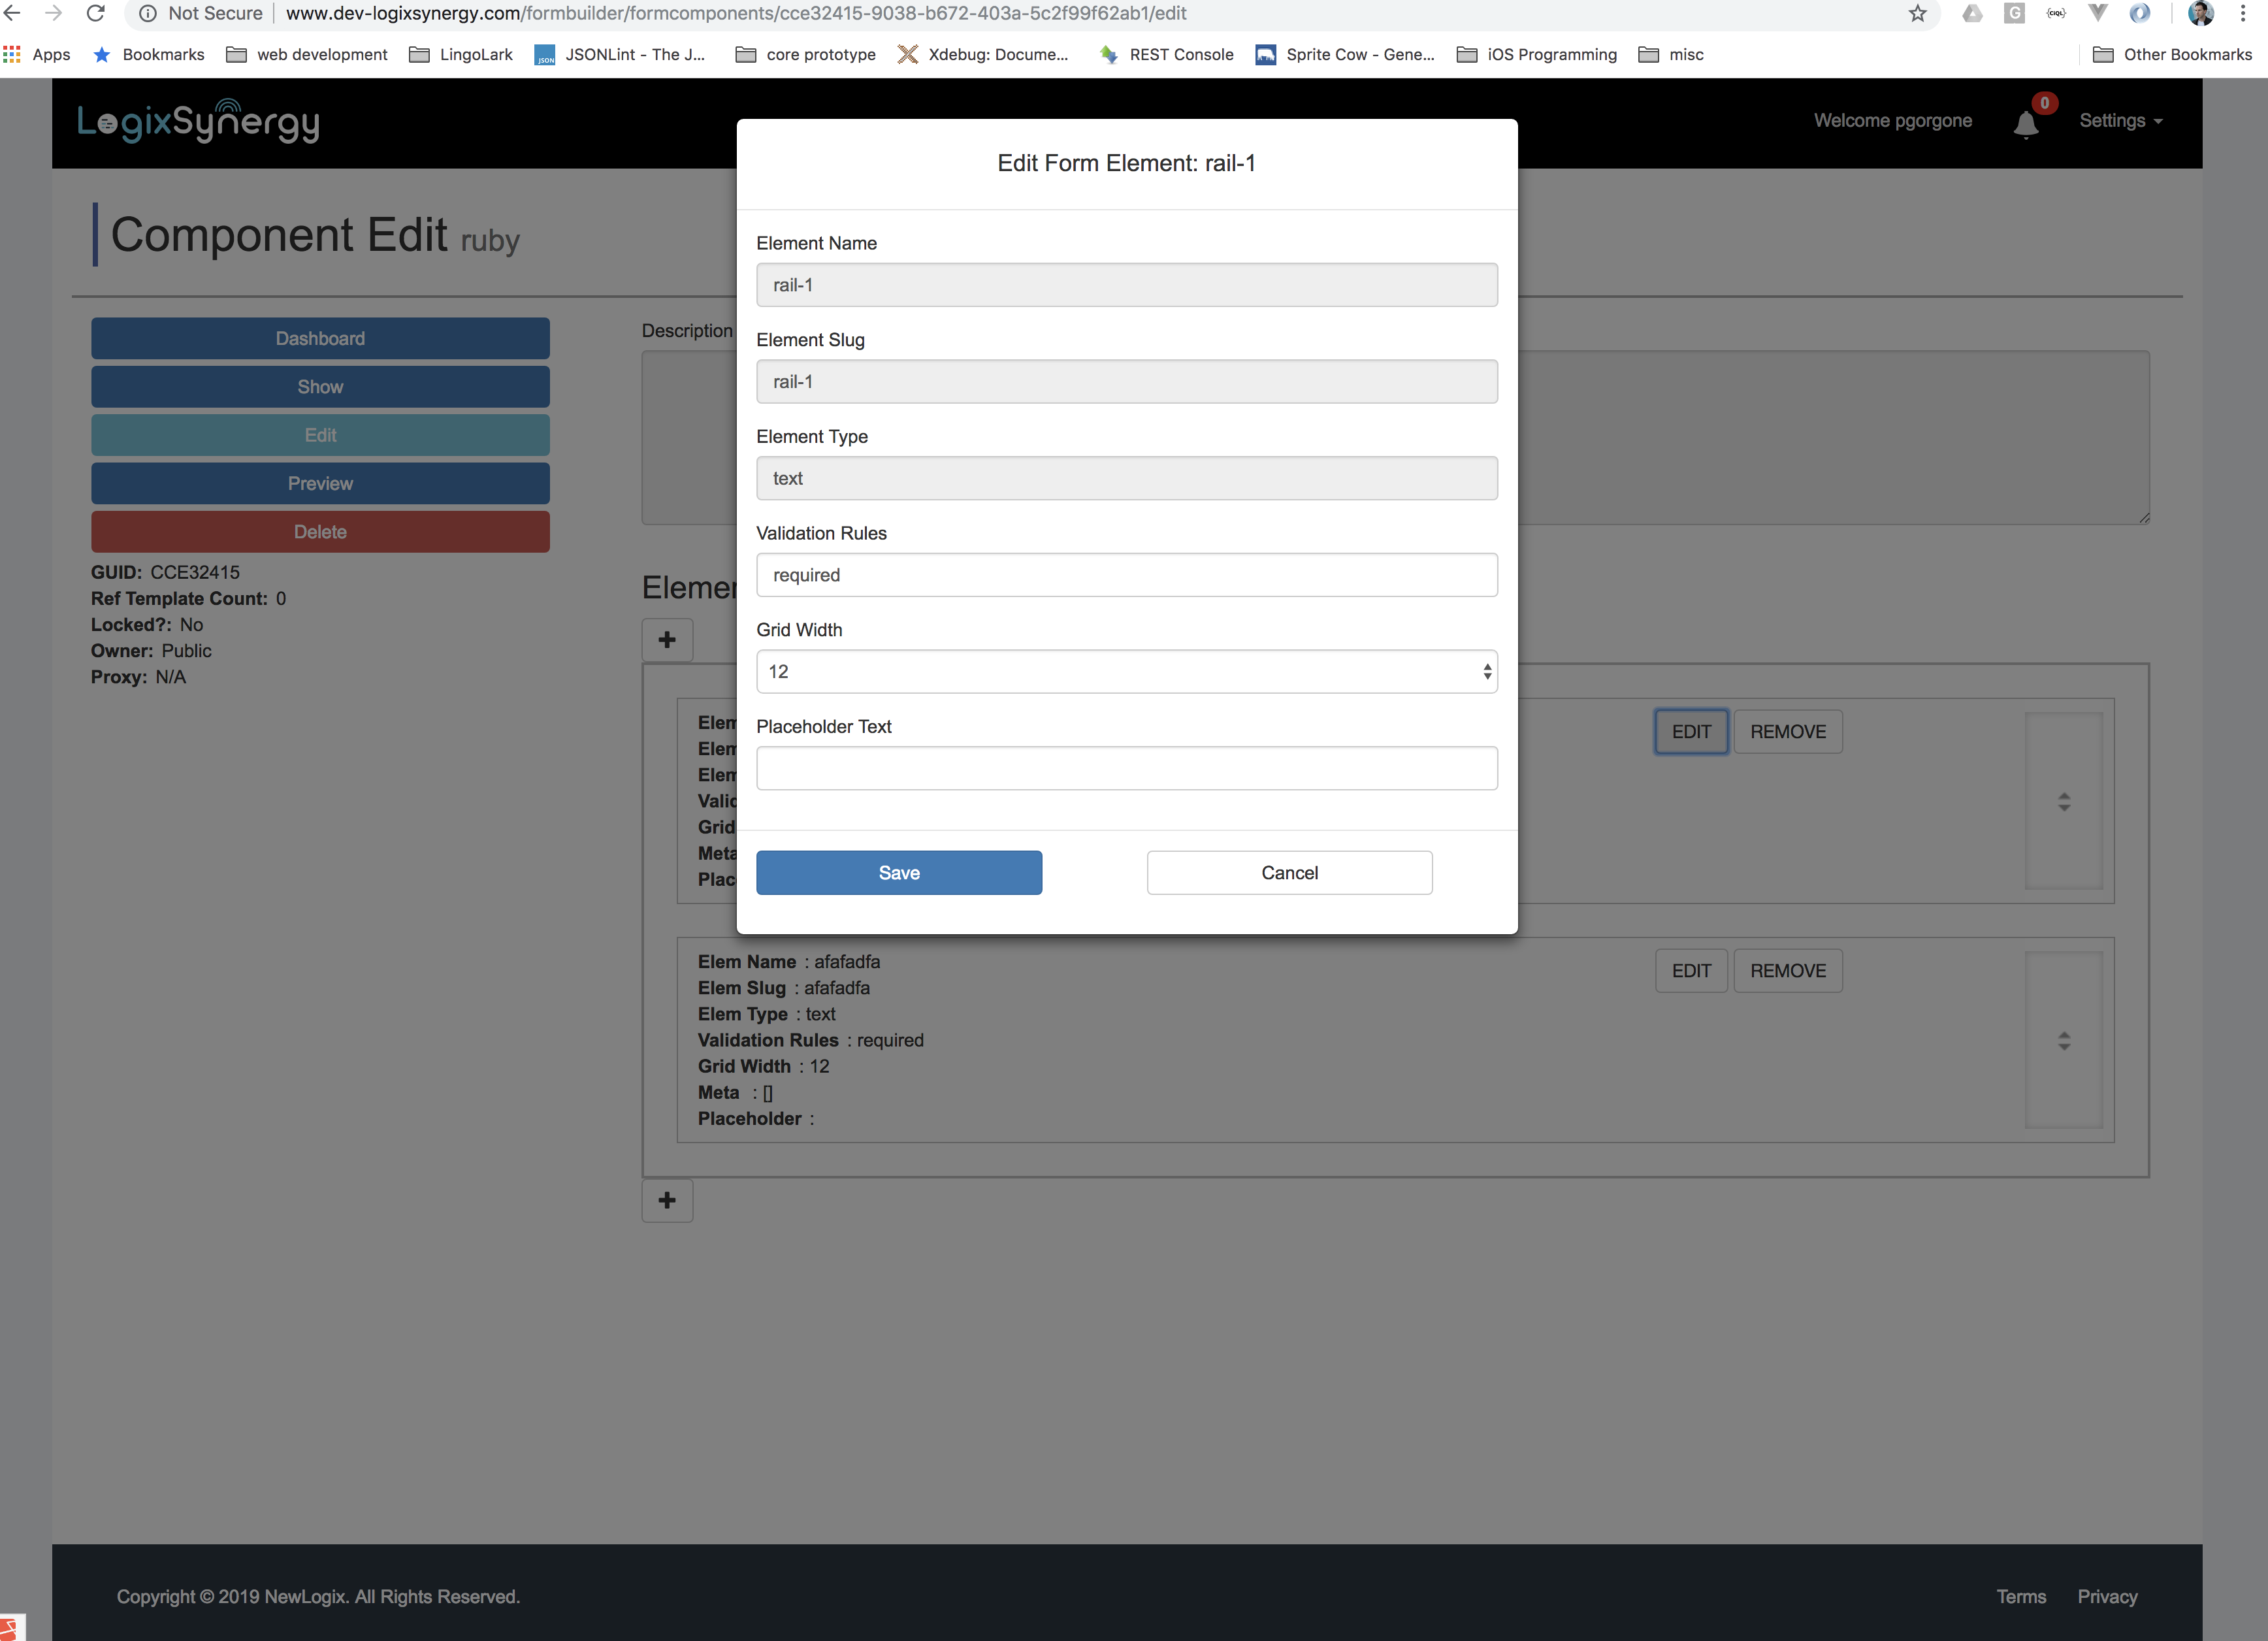 Not Secure www.dev-logixsynergy.com/formbuilder/formcomponents/cce32415-9038-b672-403a-5c2f99f62ab1/edit
G {CIQL}
Apps Bookmarks web development LingoLark JSON JSONLint - The J... core prototype Xdebug: Docume... REST Console Sprite Cow - Gene... iOS Programming misc Other Bookmarks
LogixSynergy
Welcome pgorgone 0 Settings
Component Edit ruby
Dashboard
Show
Edit
Preview
Delete
GUID: CCE32415
Ref Template Count: 0
Locked?: No
Owner: Public
Proxy: N/A
Description
Elemen
Elem
Elem
Elem
Valid
Grid
Meta
Plac
EDIT REMOVE
Edit Form Element: rail-1
Element Name
rail-1
Element Slug
rail-1
Element Type
text
Validation Rules
required
Grid Width
12
Placeholder Text
Save Cancel
Elem Name : afafadfa
Elem Slug : afafadfa
Elem Type : text
Validation Rules : required
Grid Width : 12
Meta : []
Placeholder :
EDIT REMOVE
Copyright © 2019 NewLogix. All Rights Reserved.
Terms Privacy